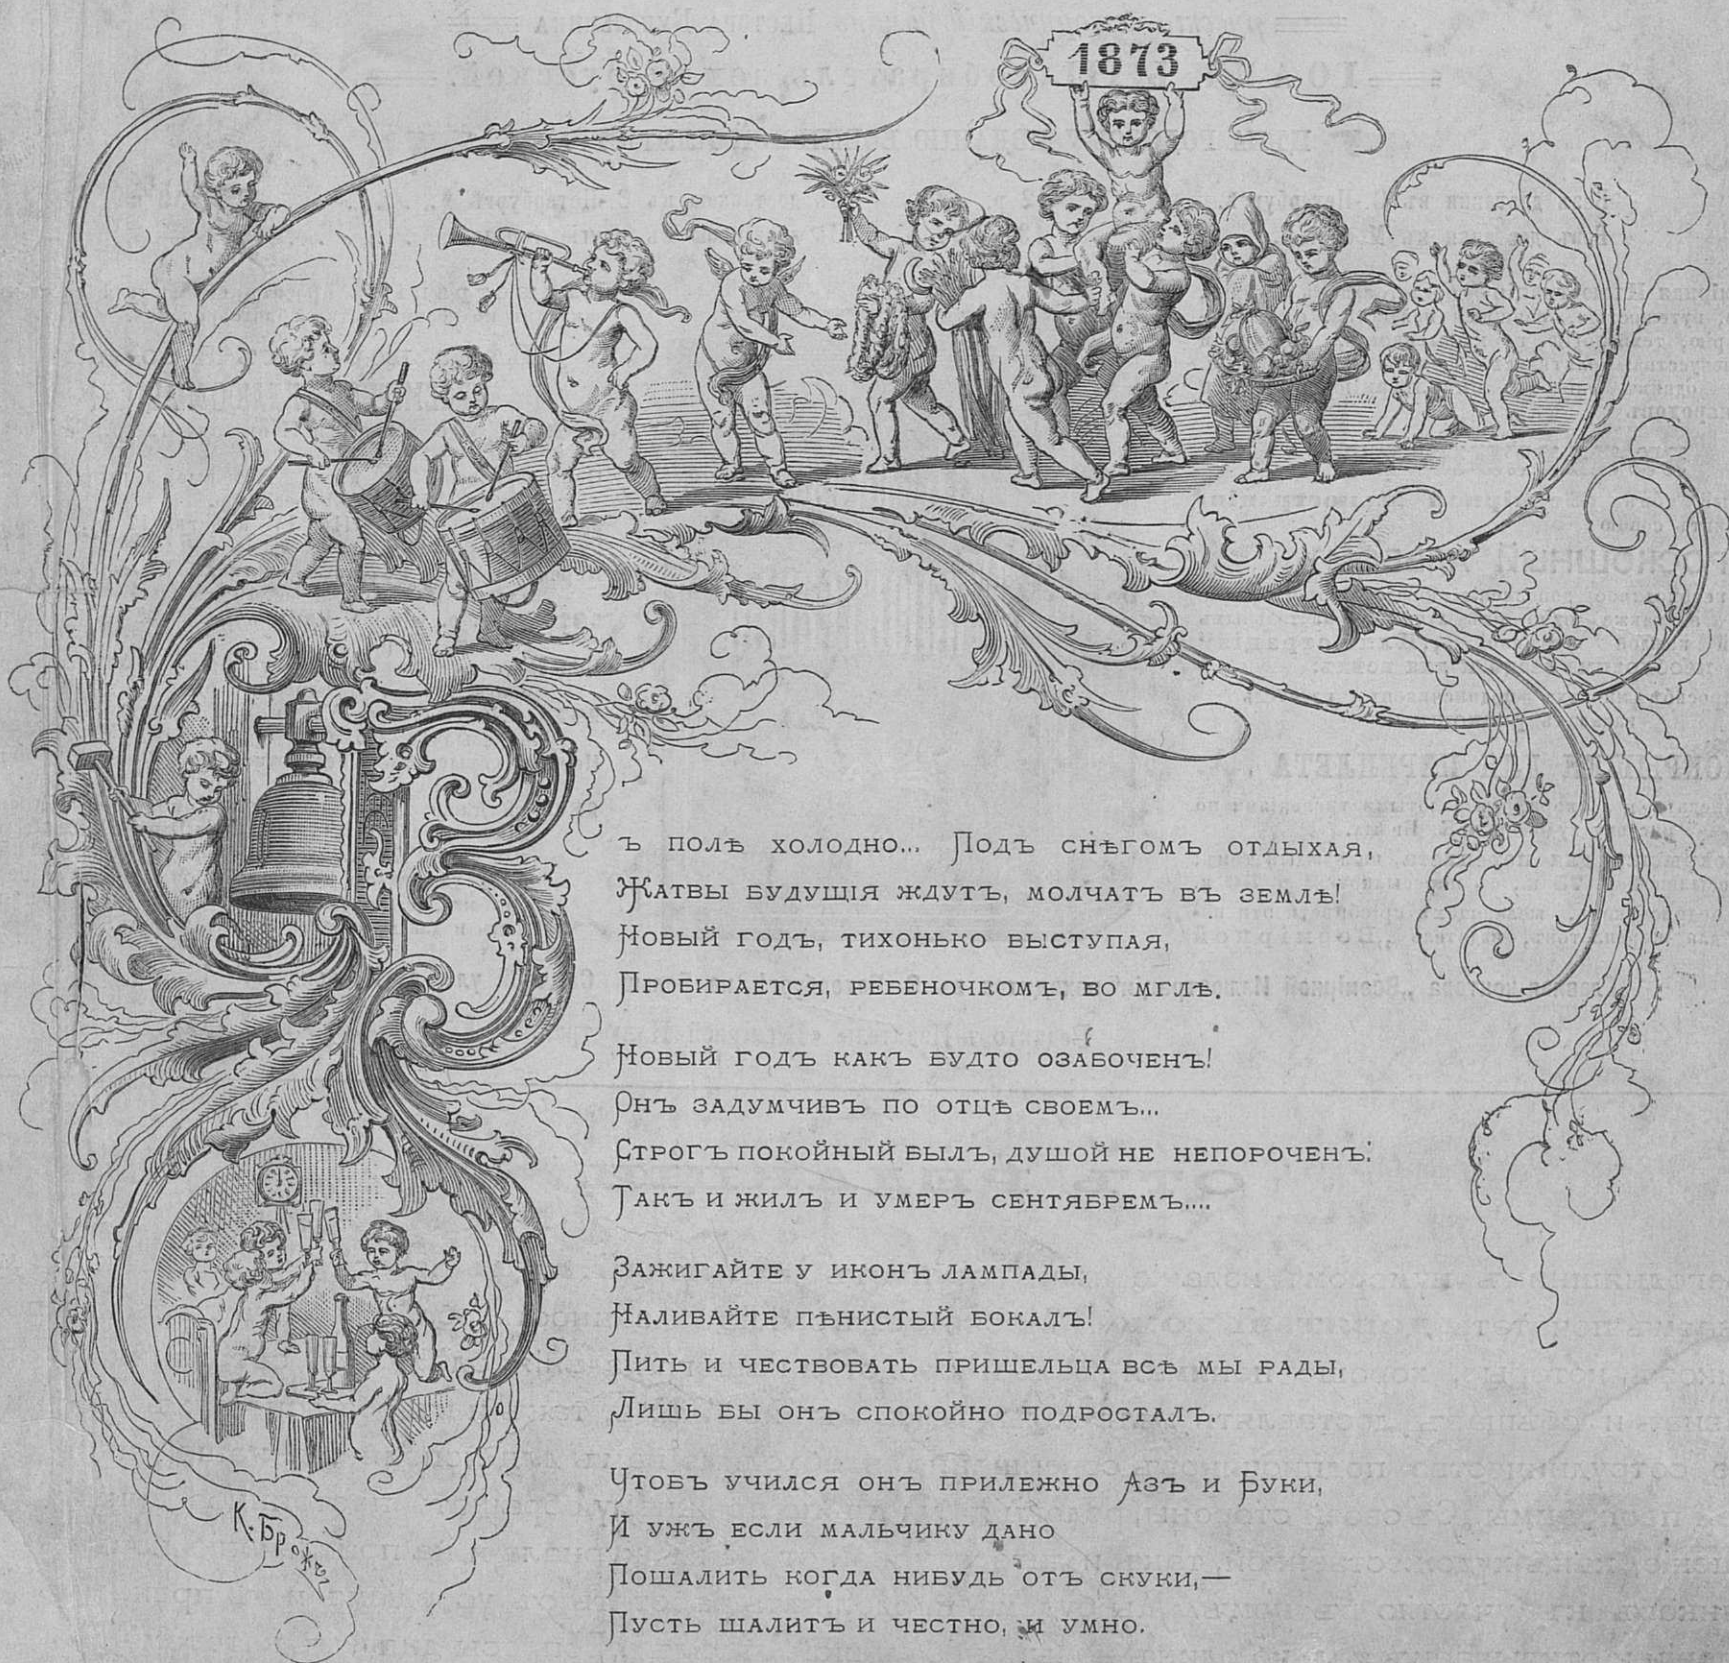 1873
Въ полѣ холодно... Подъ снѣгомъ отдыхая,
Жатвы будущія ждутъ, молчатъ въ землѣ!
Новый годъ, тихонько выступая,
Пробирается, ребеночкомъ, во мглѣ.
Новый годъ какъ будто озабоченъ!
Онъ задумчивъ по отцѣ своемъ...
Строгъ покойный былъ, душой не непороченъ:
Такъ и жилъ и умеръ сентябремъ....
Зажигайте у иконъ лампады,
Наливайте пѣнистый бокалъ!
Пить и чествовать пришельца всѣ мы рады,
Лишь бы онъ спокойно подросталъ.
Чтобъ учился онъ прилежно Азъ и Буки,
И ужъ если мальчику дано
Пошалить когда нибудь отъ скуки,—
Пусть шалитъ и честно, и умно.
К. Брожъ